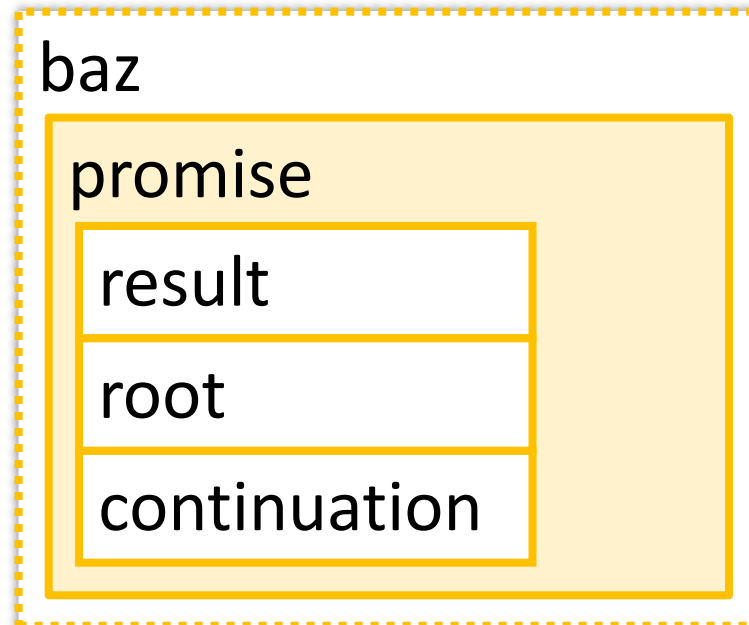 baz
promise
result
root
continuation